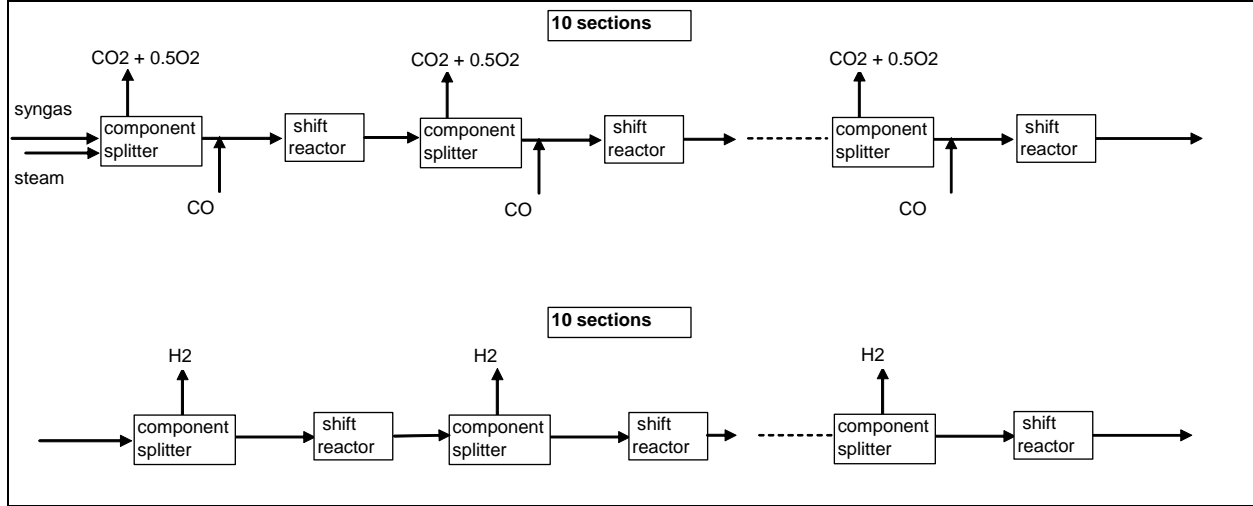 10 sections
CO2 + 0.5O2
CO2 + 0.5O2
CO2 + 0.5O2
syngas
component
splitter
shift
reactor
component
splitter
shift
reactor
component
splitter
shift
reactor
steam
CO
CO
CO
10 sections
H2
H2
H2
component
splitter
shift
reactor
component
splitter
shift
reactor
component
splitter
shift
reactor